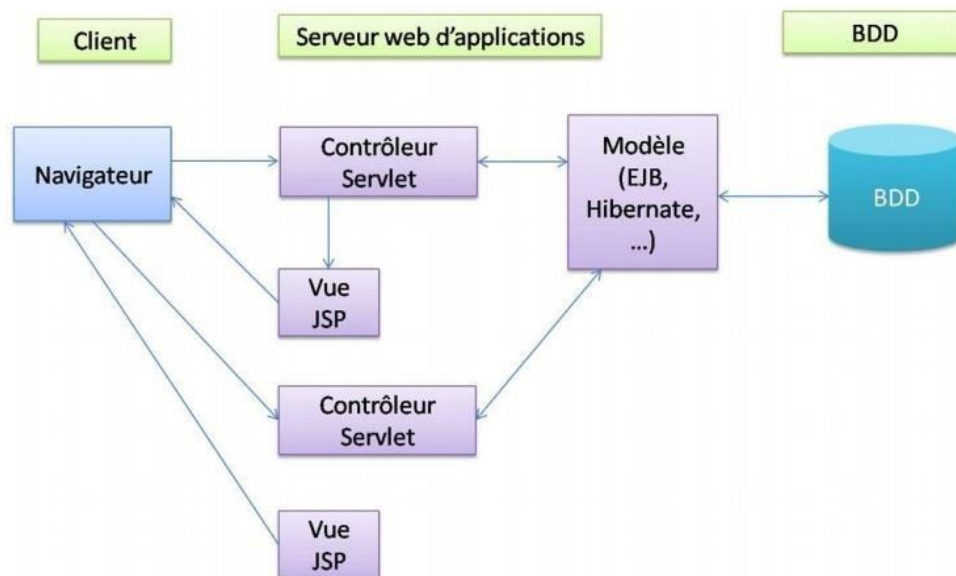 Client
Serveur web d'applications
BDD
Navigateur
Contrôleur
Servlet
Modèle
(EJB,
Hibernate,
...)
BDD
Vue
JSP
Contrôleur
Servlet
Vue
JSP